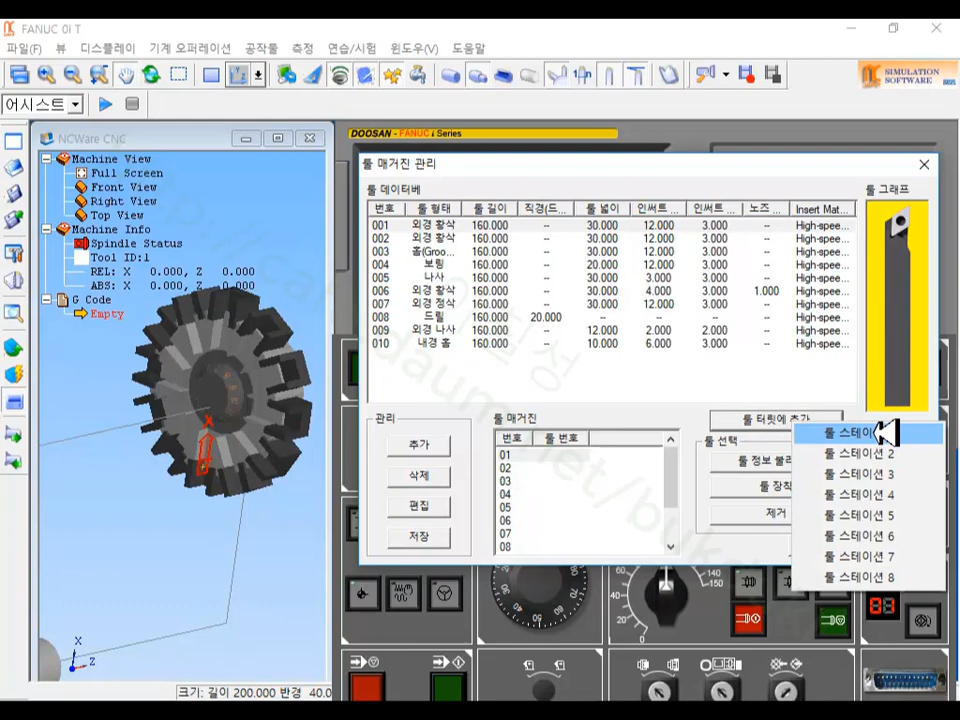 FANUC 0i T
파일(F) 뷰 디스플레이 기계 오퍼레이션 공작물 측정 연습/시험 윈도우(V) 도움말
SIMULATION SOFTWARE
어시스트
NCWare CNC
Machine View
Full Screen
Front View
Right View
Top View
Machine Info
Spindle Status
Tool ID:1
REL: X 0.000, Z 0.000
ABS: X 0.000, Z 0.000
G Code
Empty
X
X
Z
크기: 길이 200.000 반경 40.0
DOOSAN - FANUC i Series
툴 매거진 관리
툴 데이터베 툴 그래프
번호 툴 형태 툴 길이 직경(드... 툴 넓이 인써트... 인써트... 노즈... Insert Mat...
001 외경 황삭 160.000 -- 30.000 12.000 3.000 -- High-spee...
002 외경 황삭 160.000 -- 30.000 12.000 3.000 -- High-spee...
003 홈(Groo... 160.000 -- 30.000 12.000 3.000 -- High-spee...
004 보링 160.000 -- 20.000 12.000 3.000 -- High-spee...
005 나사 160.000 -- 30.000 3.000 3.000 -- High-spee...
006 외경 황삭 160.000 -- 30.000 4.000 3.000 1.000 High-spee...
007 외경 정삭 160.000 -- 30.000 12.000 3.000 -- High-spee...
008 드릴 160.000 20.000 -- -- -- -- High-spee...
009 외경 나사 160.000 -- 12.000 2.000 2.000 -- High-spee...
010 내경 홈 160.000 -- 10.000 6.000 3.000 -- High-spee...
관리
추가
삭제
편집
저장
툴 매거진
번호 툴 번호
01
02
03
04
05
06
07
08
툴 터릿에 추가
툴 선택
툴 정보 불러
툴 장착
제거
툴 스테이
툴 스테이션 2
툴 스테이션 3
툴 스테이션 4
툴 스테이션 5
툴 스테이션 6
툴 스테이션 7
툴 스테이션 8